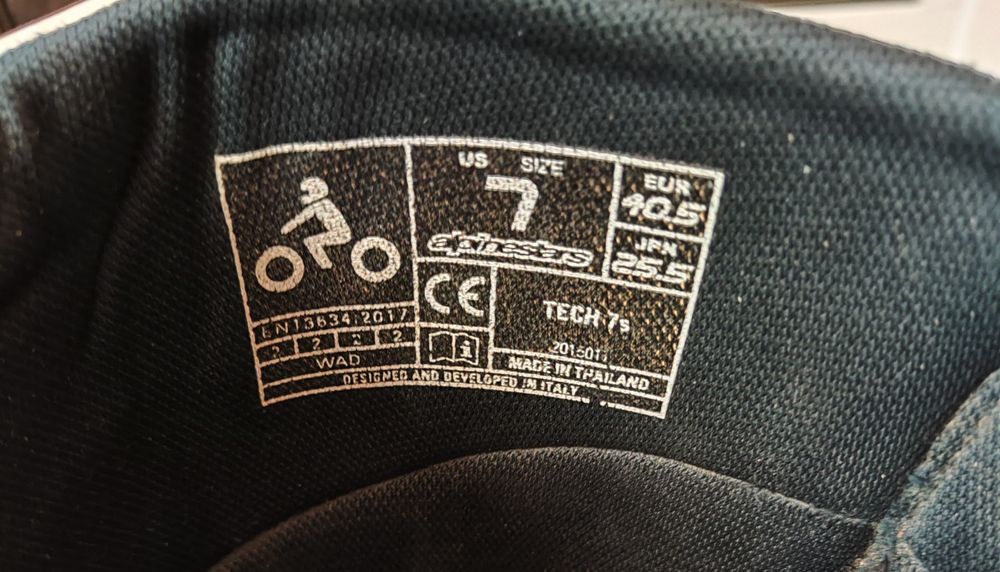 US SIZE
7
alpinestars
EUR
40.5
JPN
25.5
CE
TECH 7s
MADE IN THAILAND
EN13634:2017
2 2 2 2
WAD
DESIGNED AND DEVELOPED IN ITALY